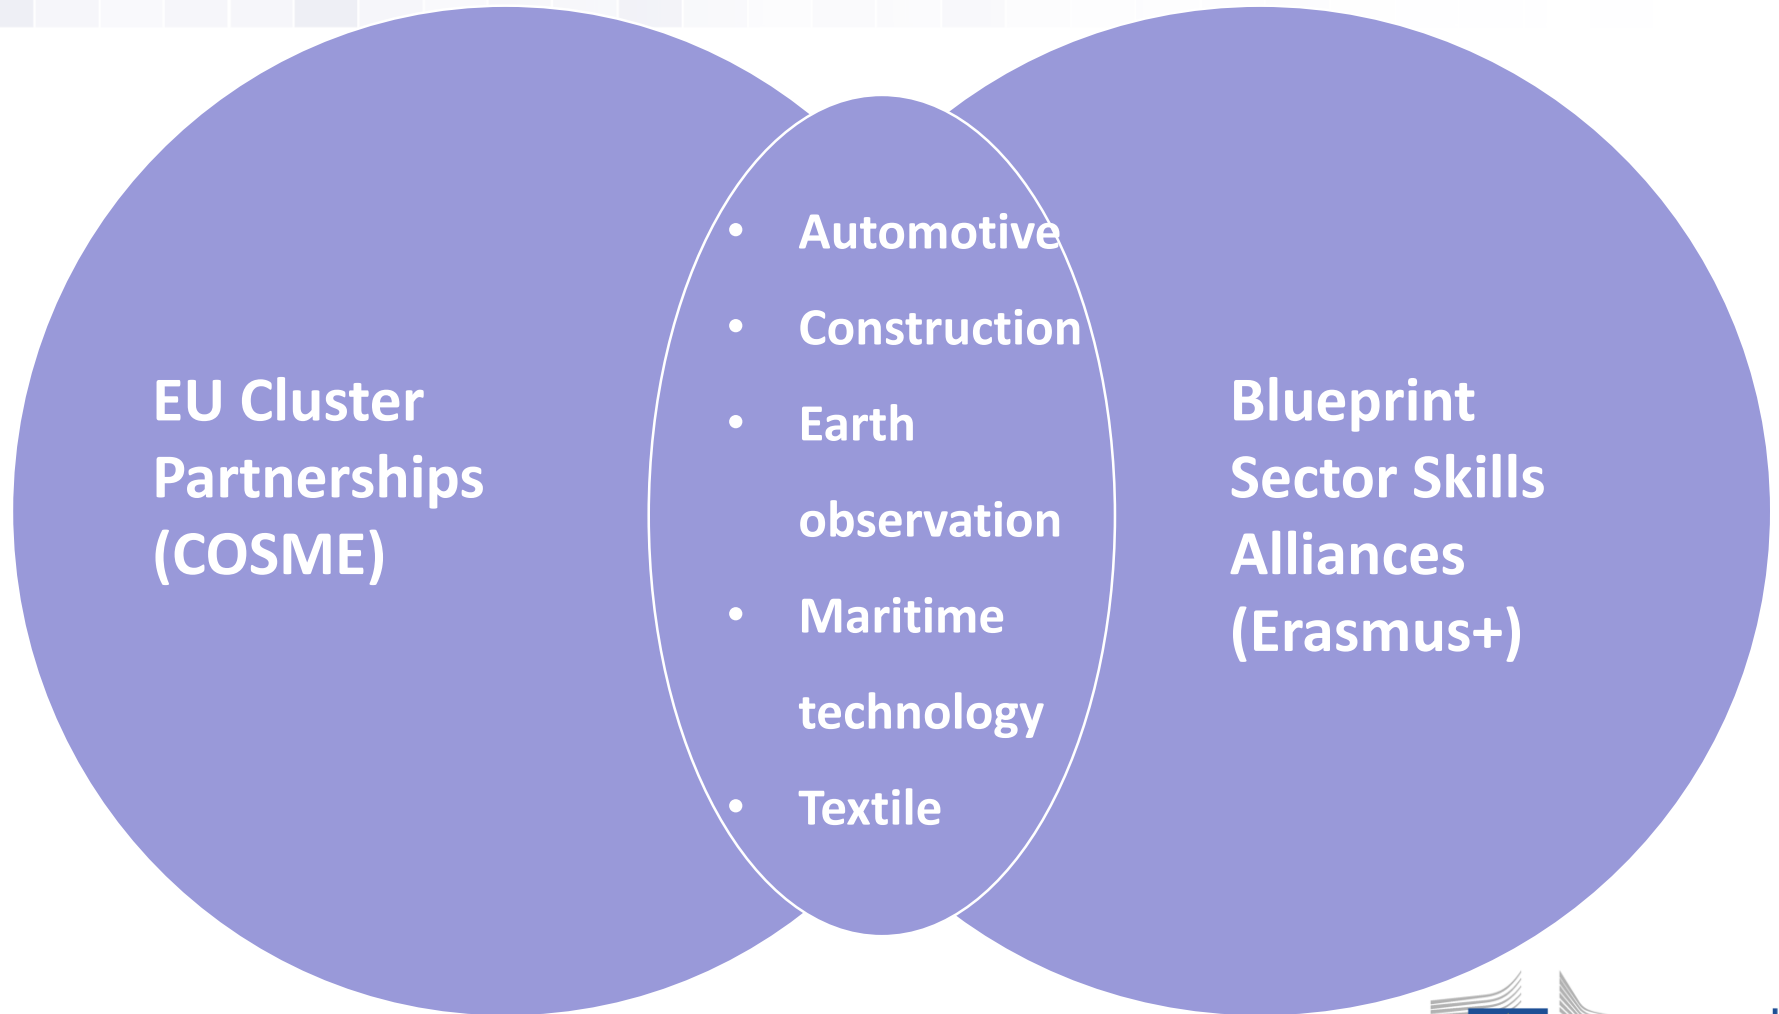 EU Cluster
Partnerships
(COSME)
• Automotive
• Construction
• Earth
observation
• Maritime
technology
• Textile
Blueprint
Sector Skills
Alliances
(Erasmus+)